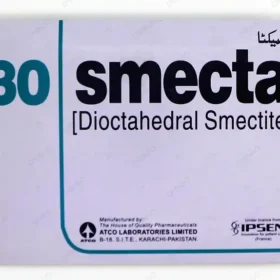 30
smecta
[Dioctahedral Smectite
Manufactured by:
The House of Quality Pharmaceuticals
ATCO LABORATORIES LIMITED
B-18, S.I.T.E., KARACHI-PAKISTAN
ATCO
Under licence from
IPSEN
(France)